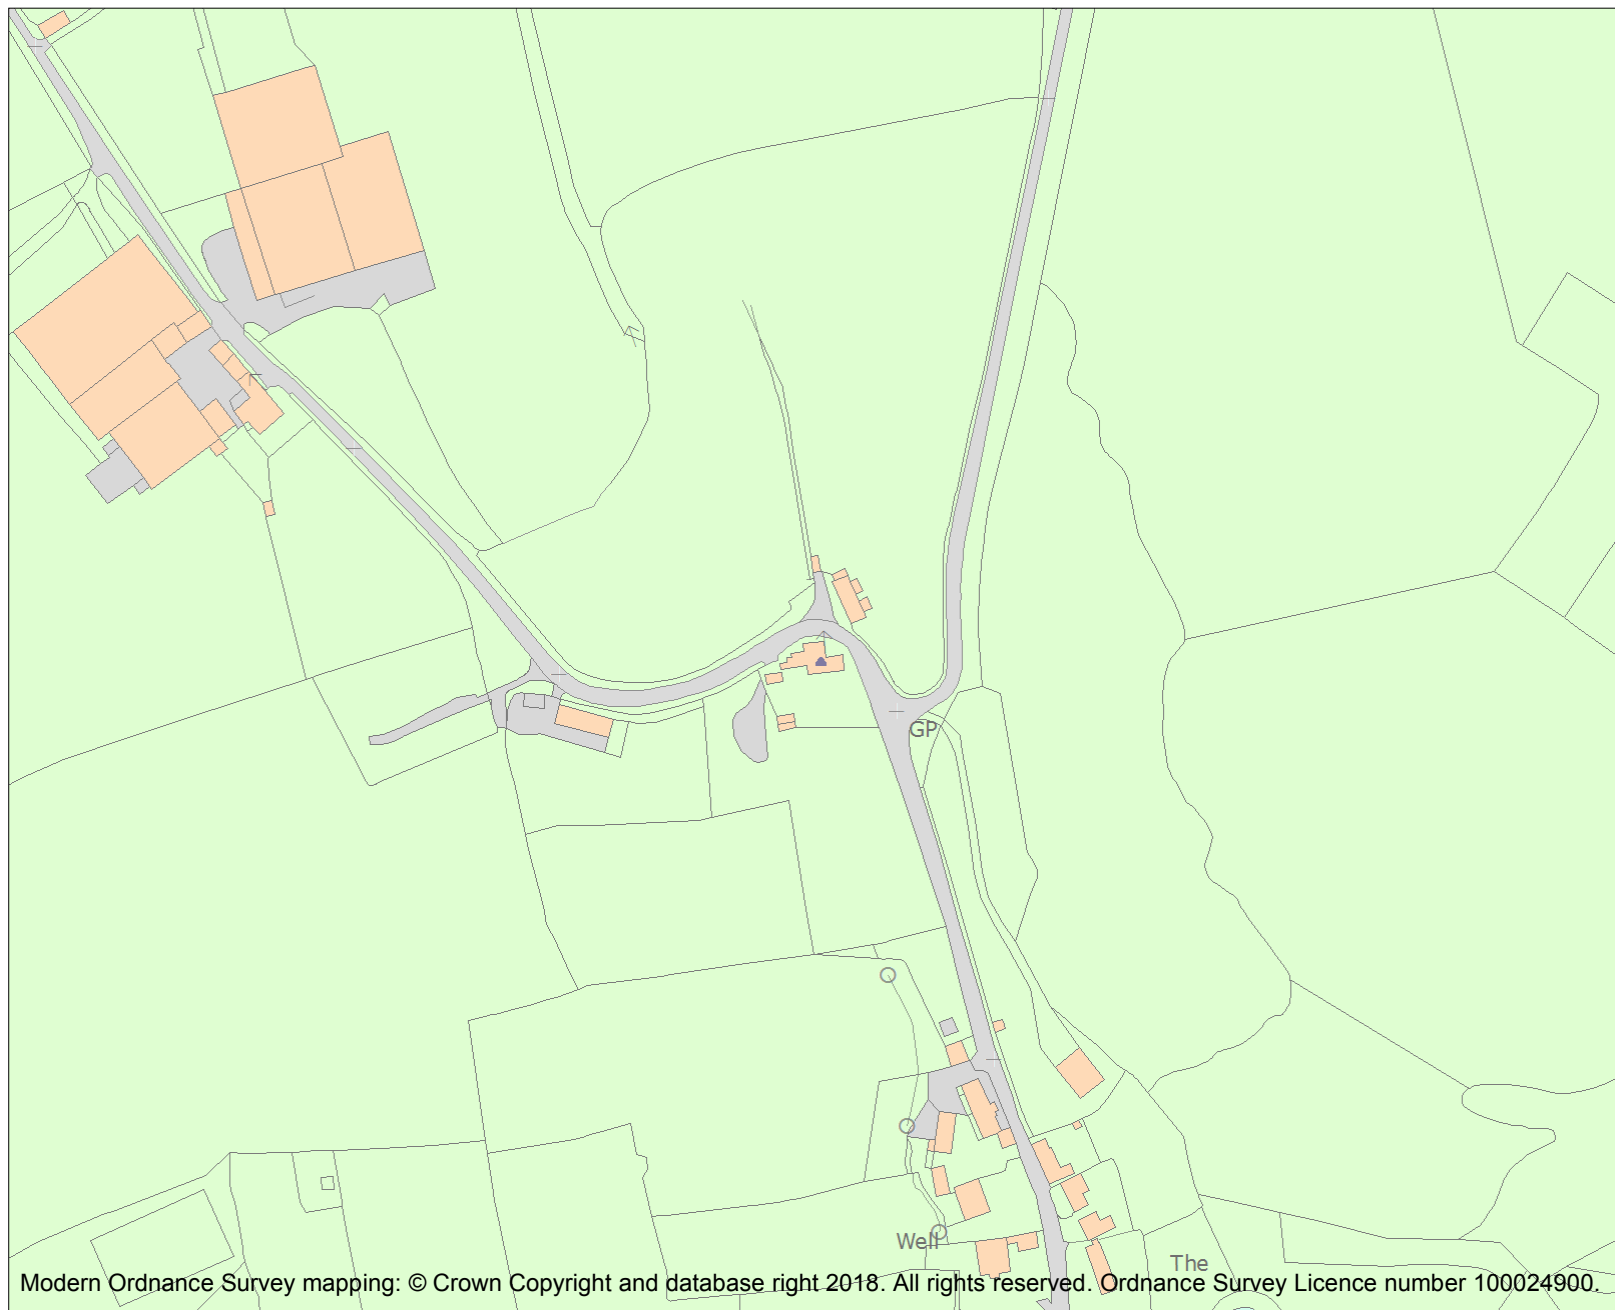 GP
Well
The
Modern Ordnance Survey mapping: © Crown Copyright and database right 2018. All rights reserved. Ordnance Survey Licence number 100024900.